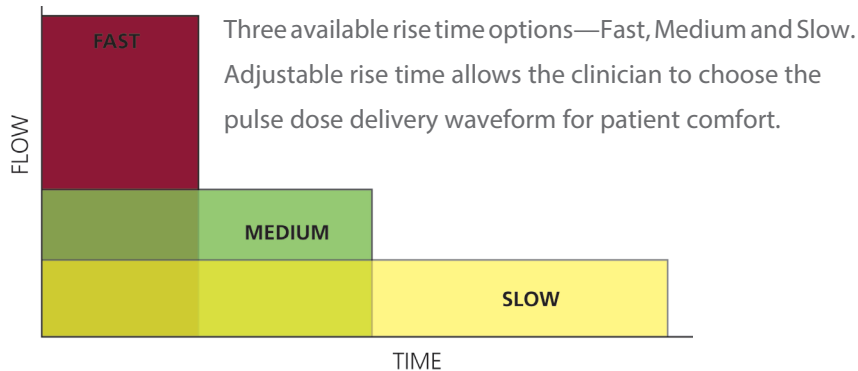 FAST
Three available rise time options—Fast, Medium and Slow.
Adjustable rise time allows the clinician to choose the
pulse dose delivery waveform for patient comfort.
FLOW
MEDIUM
SLOW
TIME